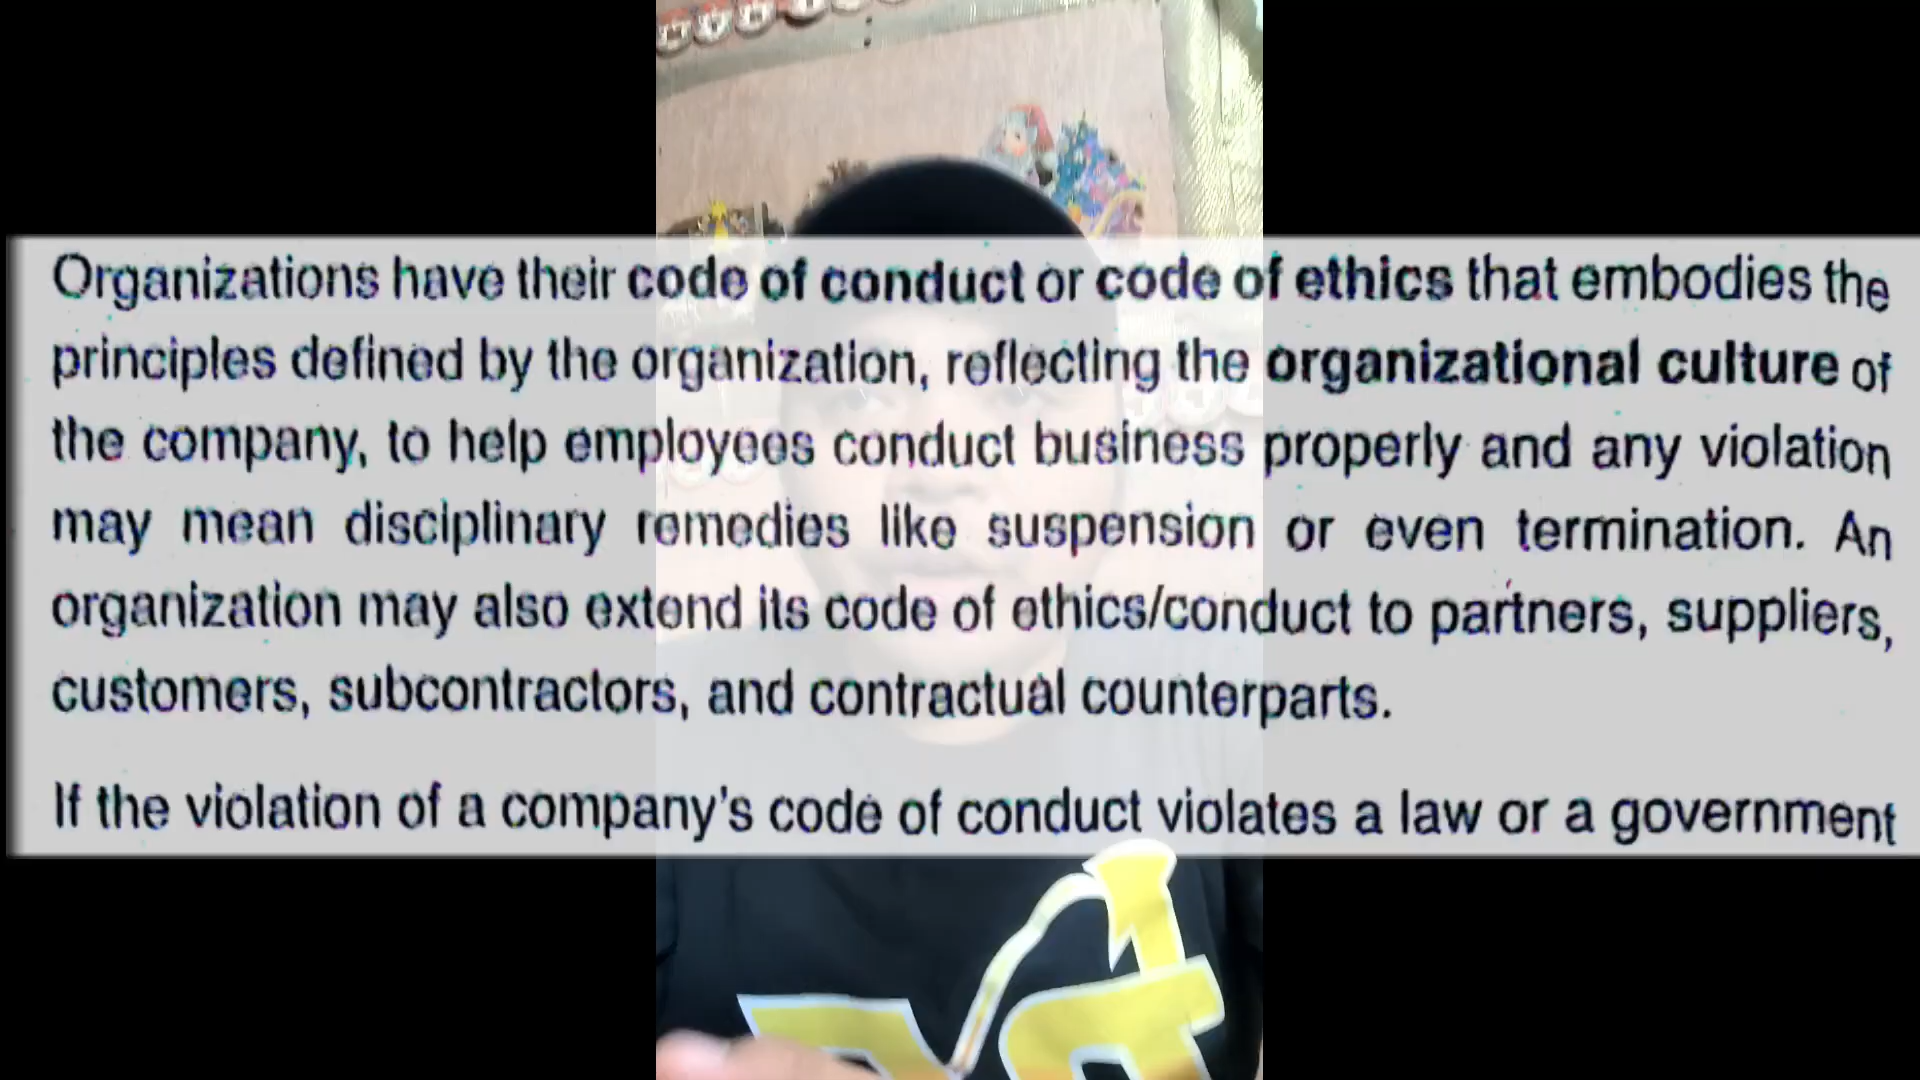 Organizations have their code of conduct or code of ethics that embodies the
principles defined by the organization, reflecting the organizational culture of
the company, to help employees conduct business properly and any violation
may mean disciplinary remedies like suspension or even termination. An
organization may also extend its code of ethics/conduct to partners, suppliers,
customers, subcontractors, and contractual counterparts.
If the violation of a company's code of conduct violates a law or a government